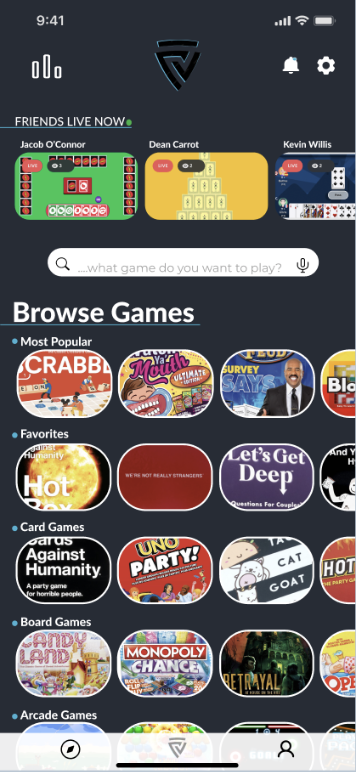 9:41
FRIENDS LIVE NOW
Jacob O'Connor
Dean Carrot
Kevin Willis
LIVE
3
LIVE
2
LIVE
2
....what game do you want to play?
Browse Games
Most Popular
SCRABBL
Ya'
Mouth
ULTIMATE
FEUD
SURVEY
SAYS
Blo
Favorites
Against
Humanity
Hot
Box
WE'RE NOT REALLY STRANGERS
Let's Get
Deep
Questions For Couples
And Y
Card Games
Cards
Against
Humanity
A party game
for horrible people.
UNO
PARTY!
CAT
GOAT
HOT
THE PARTY GA
Board Games
CANDY
LAND
MONOPOLY
CHANCE
BETRAYAL
OPE
Arcade Games